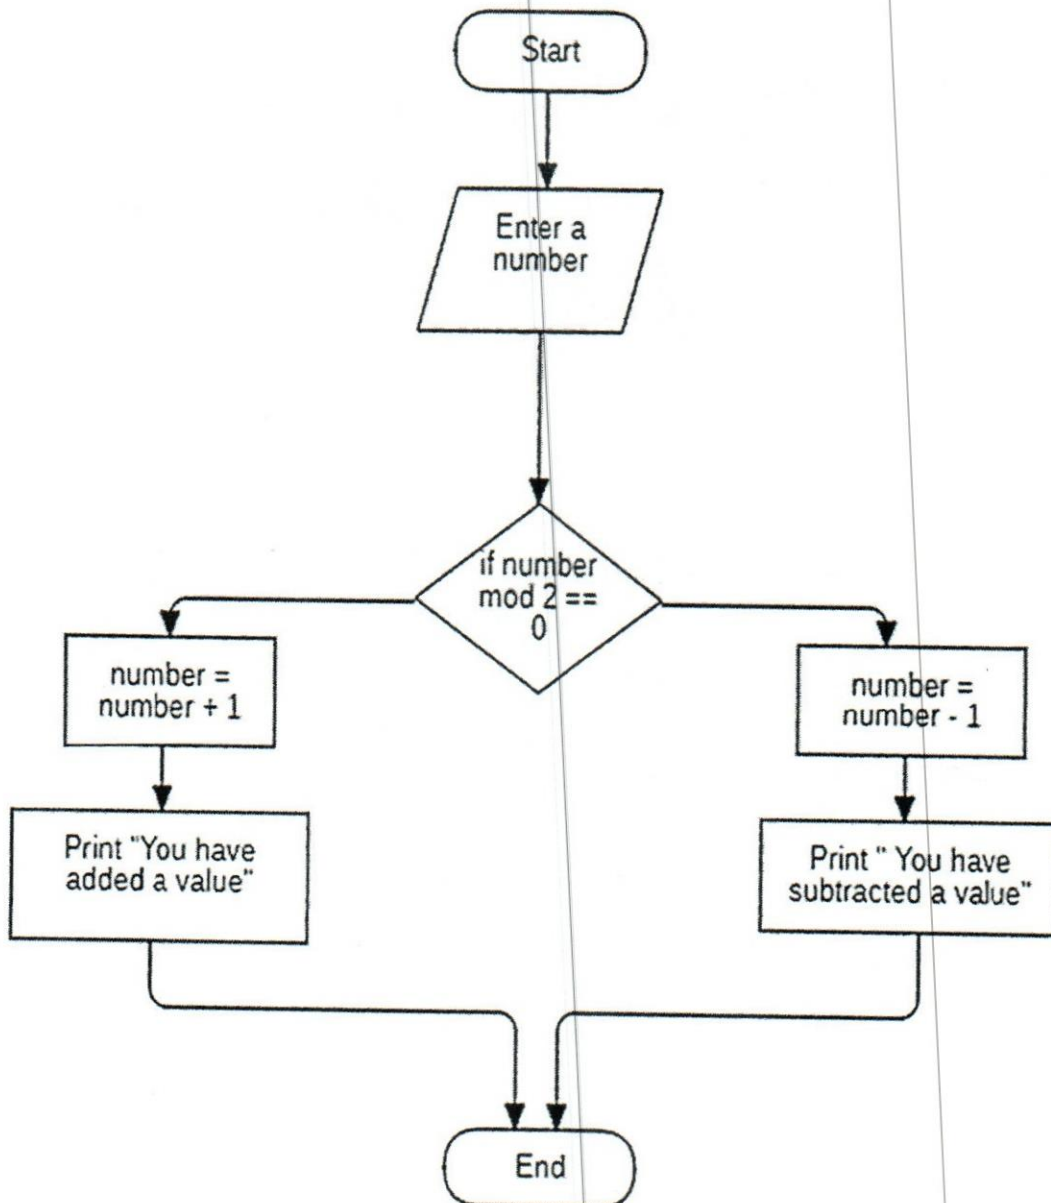 Start
Enter a
number
if number
mod 2 ==
0
number =
number + 1
Print "You have
added a value"
number =
number - 1
Print " You have
subtracted a value"
End